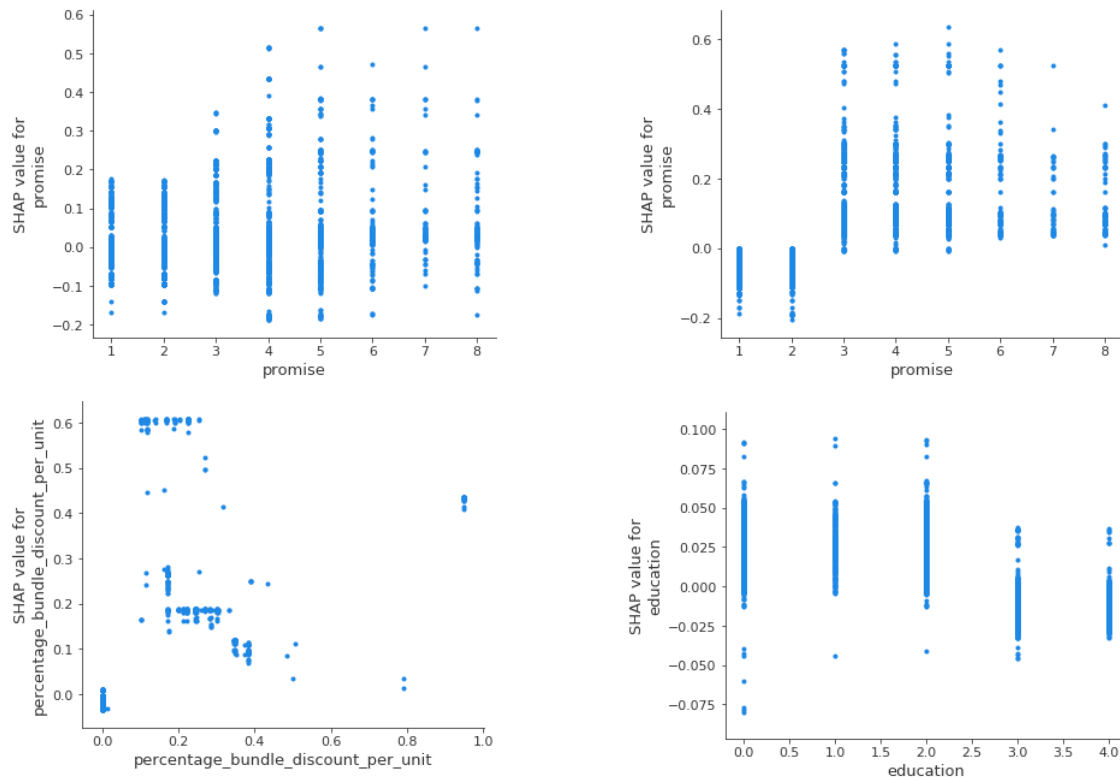 0.6
0.5
0.4
0.3
0.2
0.1
0.0
−0.1
−0.2
SHAP value for
promise
1 2 3 4 5 6 7 8
promise
0.6
0.4
0.2
0.0
−0.2
SHAP value for
promise
1 2 3 4 5 6 7 8
promise
0.6
0.5
0.4
0.3
0.2
0.1
0.0
SHAP value for
percentage_bundle_discount_per_unit
0.0 0.2 0.4 0.6 0.8 1.0
percentage_bundle_discount_per_unit
0.100
0.075
0.050
0.025
0.000
−0.025
−0.050
−0.075
SHAP value for
education
0.0 0.5 1.0 1.5 2.0 2.5 3.0 3.5 4.0
education